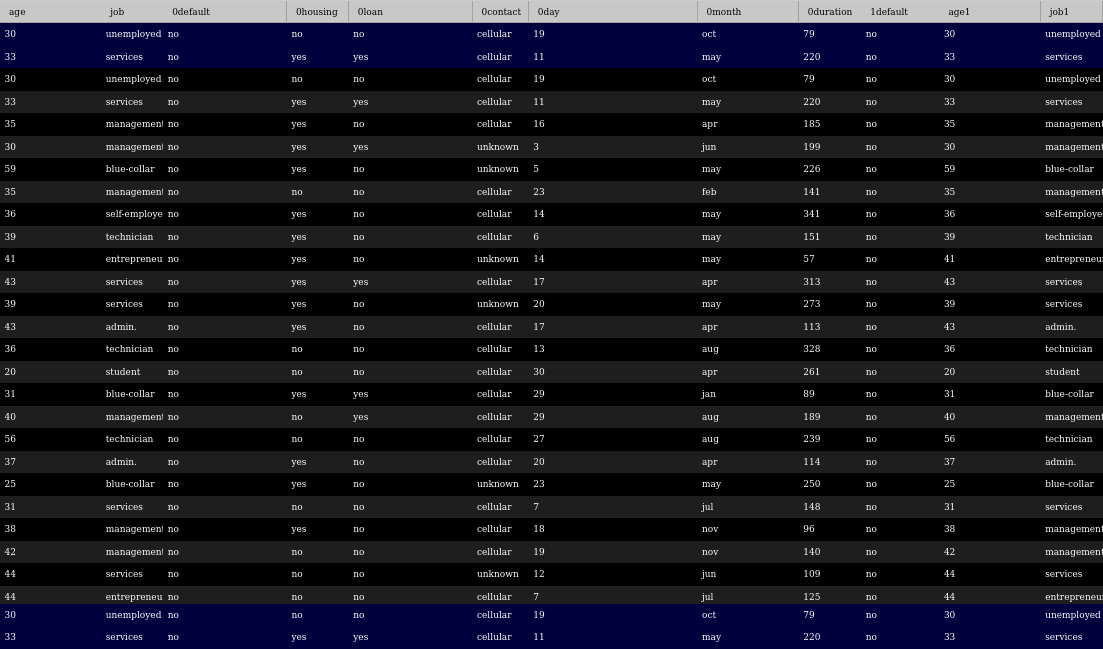 age job 0default 0housing 0loan 0contact 0day 0month 0duration 1default age1 job1
30 unemployed no no no cellular 19 oct 79 no 30 unemployed
33 services no yes yes cellular 11 may 220 no 33 services
30 unemployed no no no cellular 19 oct 79 no 30 unemployed
33 services no yes yes cellular 11 may 220 no 33 services
35 management no yes no cellular 16 apr 185 no 35 management
30 management no yes yes unknown 3 jun 199 no 30 management
59 blue-collar no yes no unknown 5 may 226 no 59 blue-collar
35 management no no no cellular 23 feb 141 no 35 management
36 self-employe no yes no cellular 14 may 341 no 36 self-employe
39 technician no yes no cellular 6 may 151 no 39 technician
41 entrepreneu no yes no unknown 14 may 57 no 41 entrepreneu
43 services no yes yes cellular 17 apr 313 no 43 services
39 services no yes no unknown 20 may 273 no 39 services
43 admin. no yes no cellular 17 apr 113 no 43 admin.
36 technician no no no cellular 13 aug 328 no 36 technician
20 student no no no cellular 30 apr 261 no 20 student
31 blue-collar no yes yes cellular 29 jan 89 no 31 blue-collar
40 management no no yes cellular 29 aug 189 no 40 management
56 technician no no no cellular 27 aug 239 no 56 technician
37 admin. no yes no cellular 20 apr 114 no 37 admin.
25 blue-collar no yes no unknown 23 may 250 no 25 blue-collar
31 services no no no cellular 7 jul 148 no 31 services
38 management no yes no cellular 18 nov 96 no 38 management
42 management no no no cellular 19 nov 140 no 42 management
44 services no no no unknown 12 jun 109 no 44 services
44 entrepreneu no no no cellular 7 jul 125 no 44 entrepreneu
30 unemployed no no no cellular 19 oct 79 no 30 unemployed
33 services no yes yes cellular 11 may 220 no 33 services